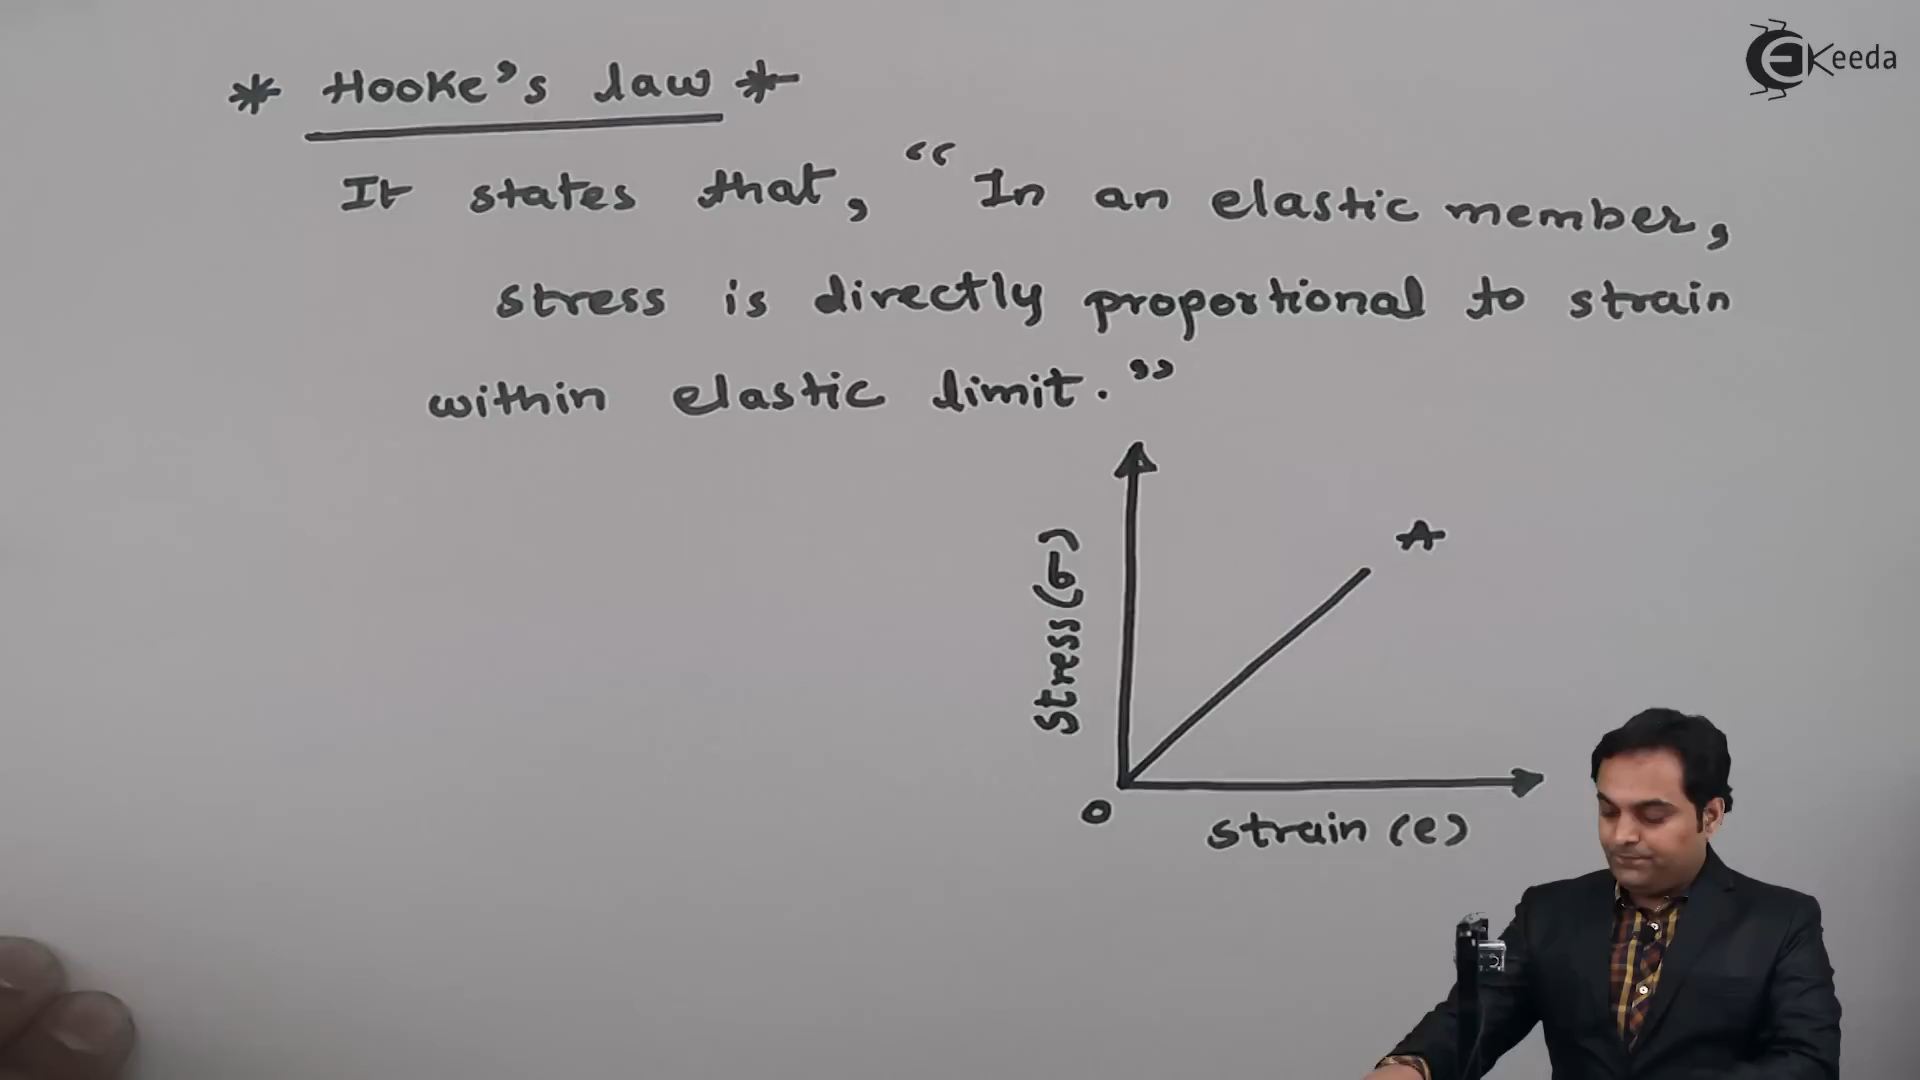 * Hooke's law *
It states that, "In an elastic member,
stress is directly proportional to strain
within elastic limit."
A
Stress (σ)
O
strain (e)
EKeeda